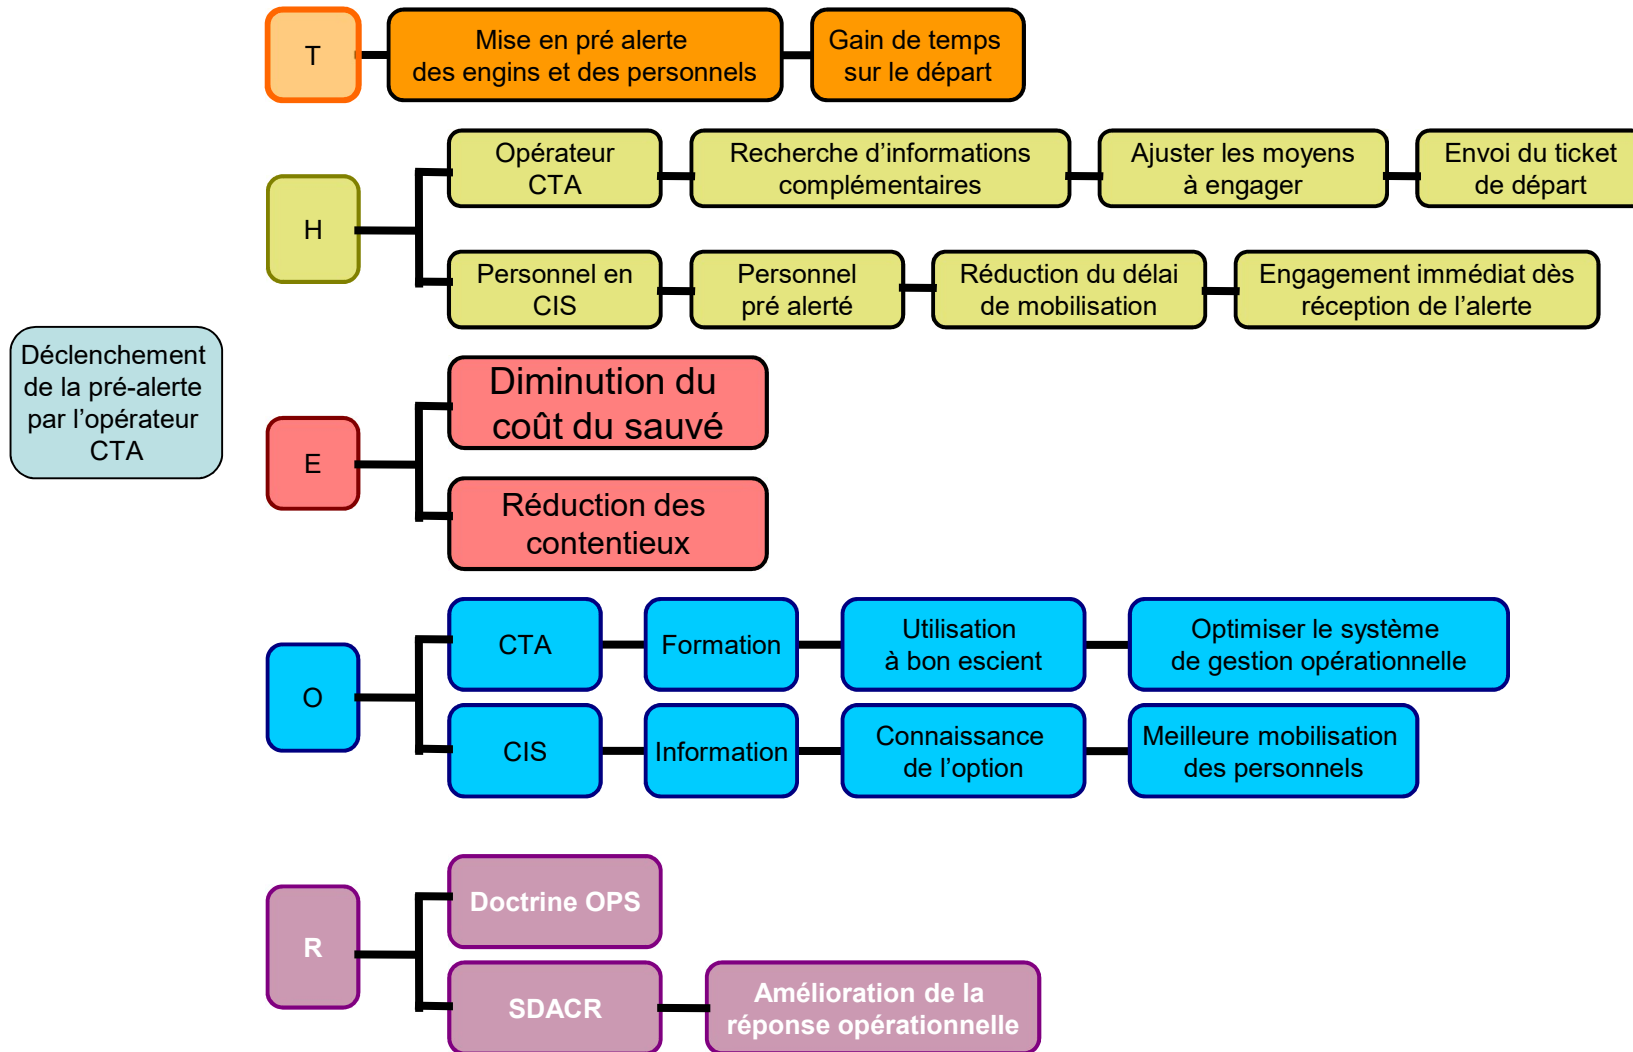 T
Mise en pré alerte
des engins et des personnels
Gain de temps
sur le départ
H
Opérateur
CTA
Recherche d’informations
complémentaires
Ajuster les moyens
à engager
Envoi du ticket
de départ
Personnel en
CIS
Personnel
pré alerté
Réduction du délai
de mobilisation
Engagement immédiat dès
réception de l’alerte
Déclenchement
de la pré-alerte
par l’opérateur
CTA
E
Diminution du
coût du sauvé
Réduction des
contentieux
O
CTA
Formation
Utilisation
à bon escient
Optimiser le système
de gestion opérationnelle
CIS
Information
Connaissance
de l’option
Meilleure mobilisation
des personnels
R
Doctrine OPS
SDACR
Amélioration de la
réponse opérationnelle